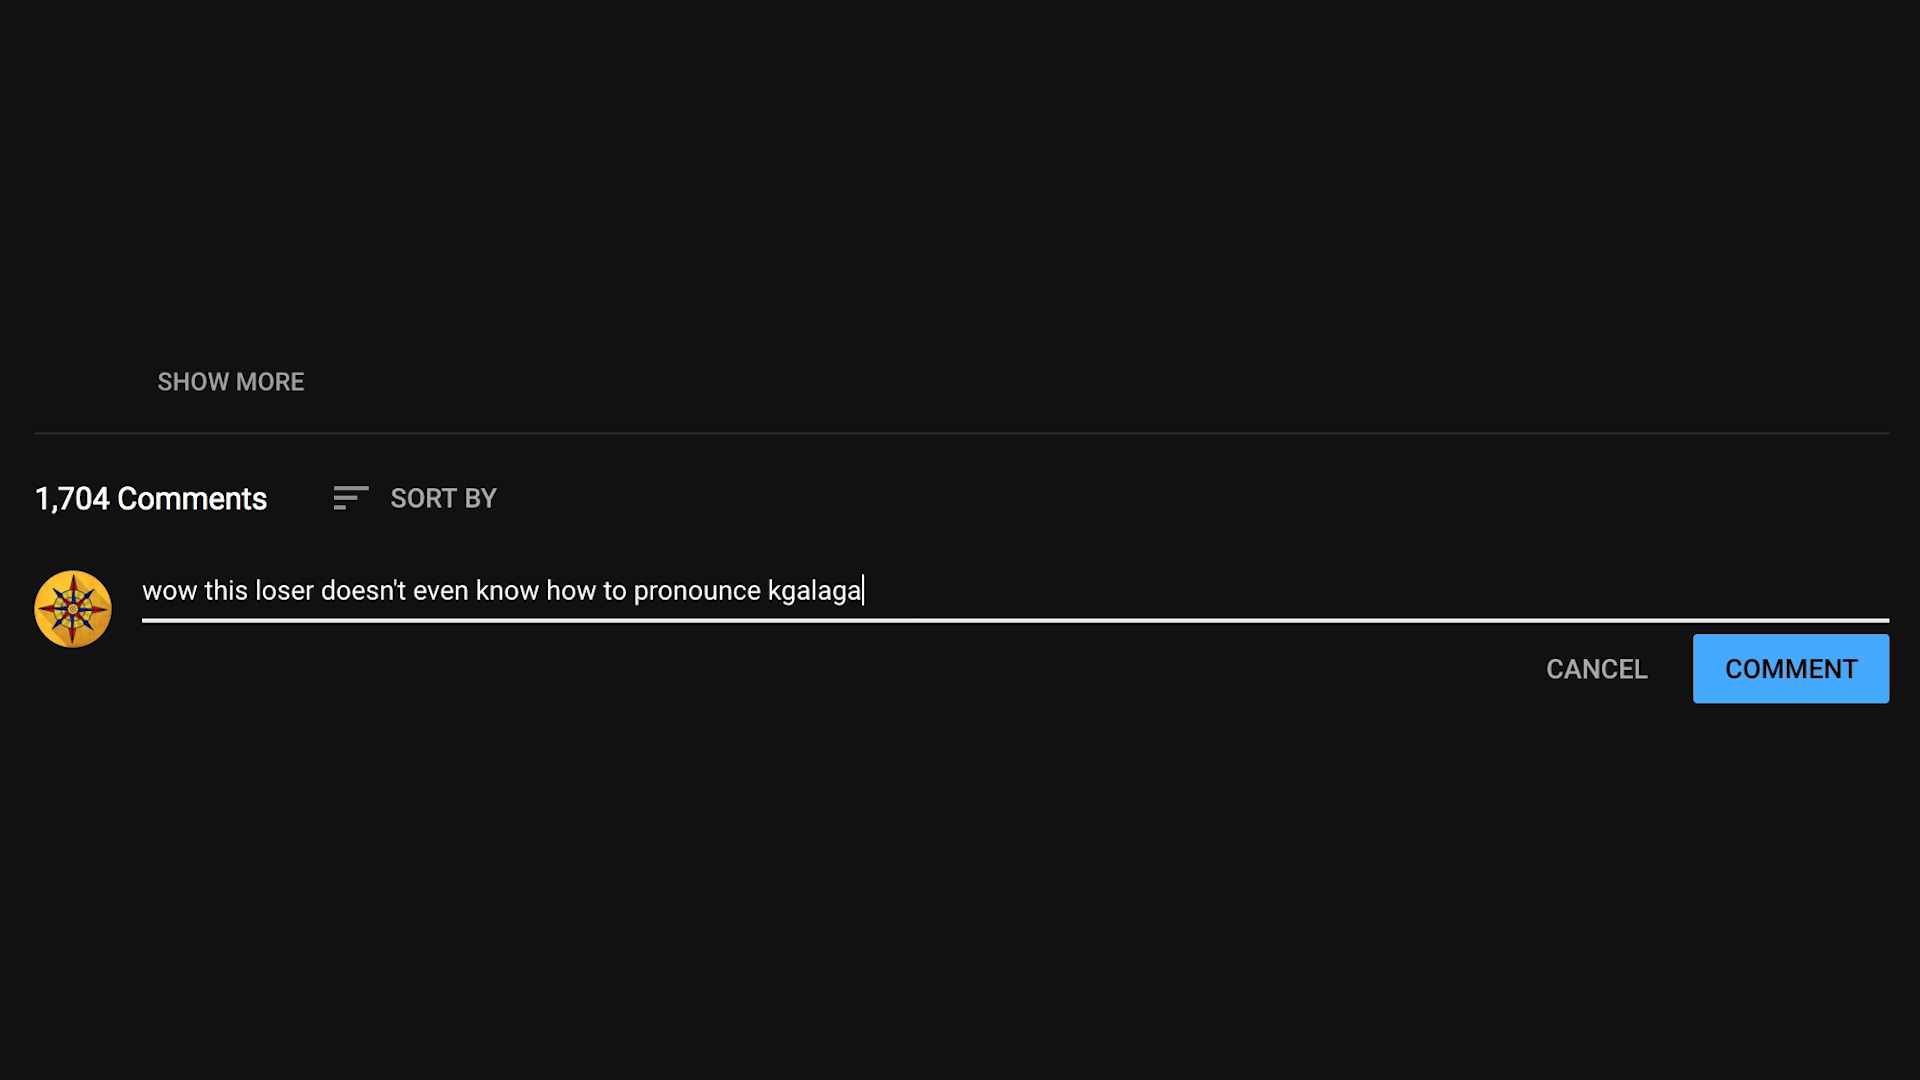 SHOW MORE
1,704 Comments SORT BY
wow this loser doesn't even know how to pronounce kgalaga
CANCEL COMMENT